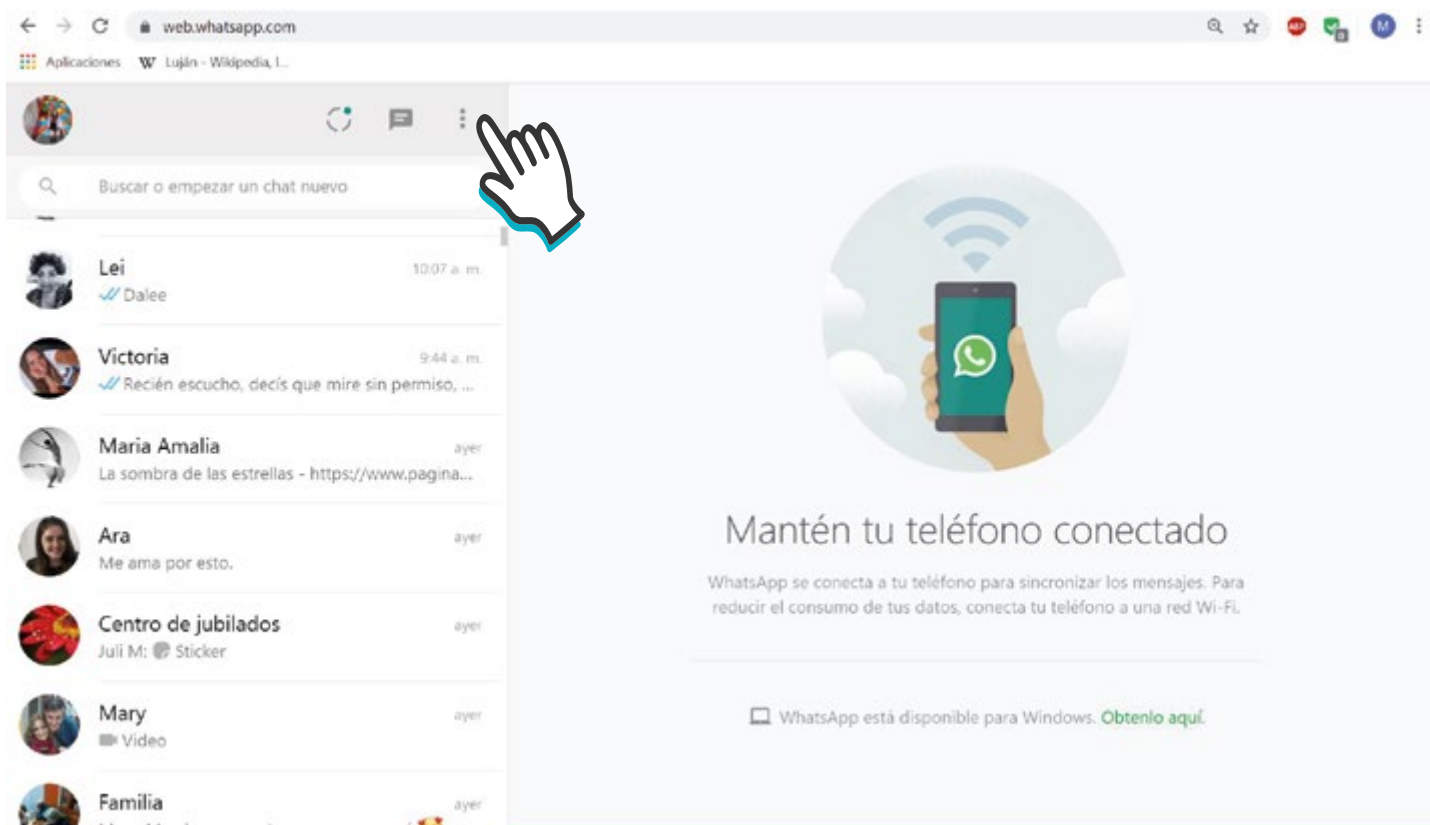 web.whatsapp.com
ABP
M
Aplicaciones W Luján - Wikipedia, l...
Buscar o empezar un chat nuevo
Lei 10:07 a. m.
Dalee
Victoria 9:44 a. m.
Recién escucho, decís que mire sin permiso, ...
Maria Amalia ayer
La sombra de las estrellas - https://www.pagina...
Ara ayer
Me ama por esto.
Centro de jubilados ayer
Juli M: Sticker
Mary ayer
Video
Familia ayer
Mantén tu teléfono conectado
WhatsApp se conecta a tu teléfono para sincronizar los mensajes. Para
reducir el consumo de tus datos, conecta tu teléfono a una red Wi-Fi.
WhatsApp está disponible para Windows. Obtenlo aquí.